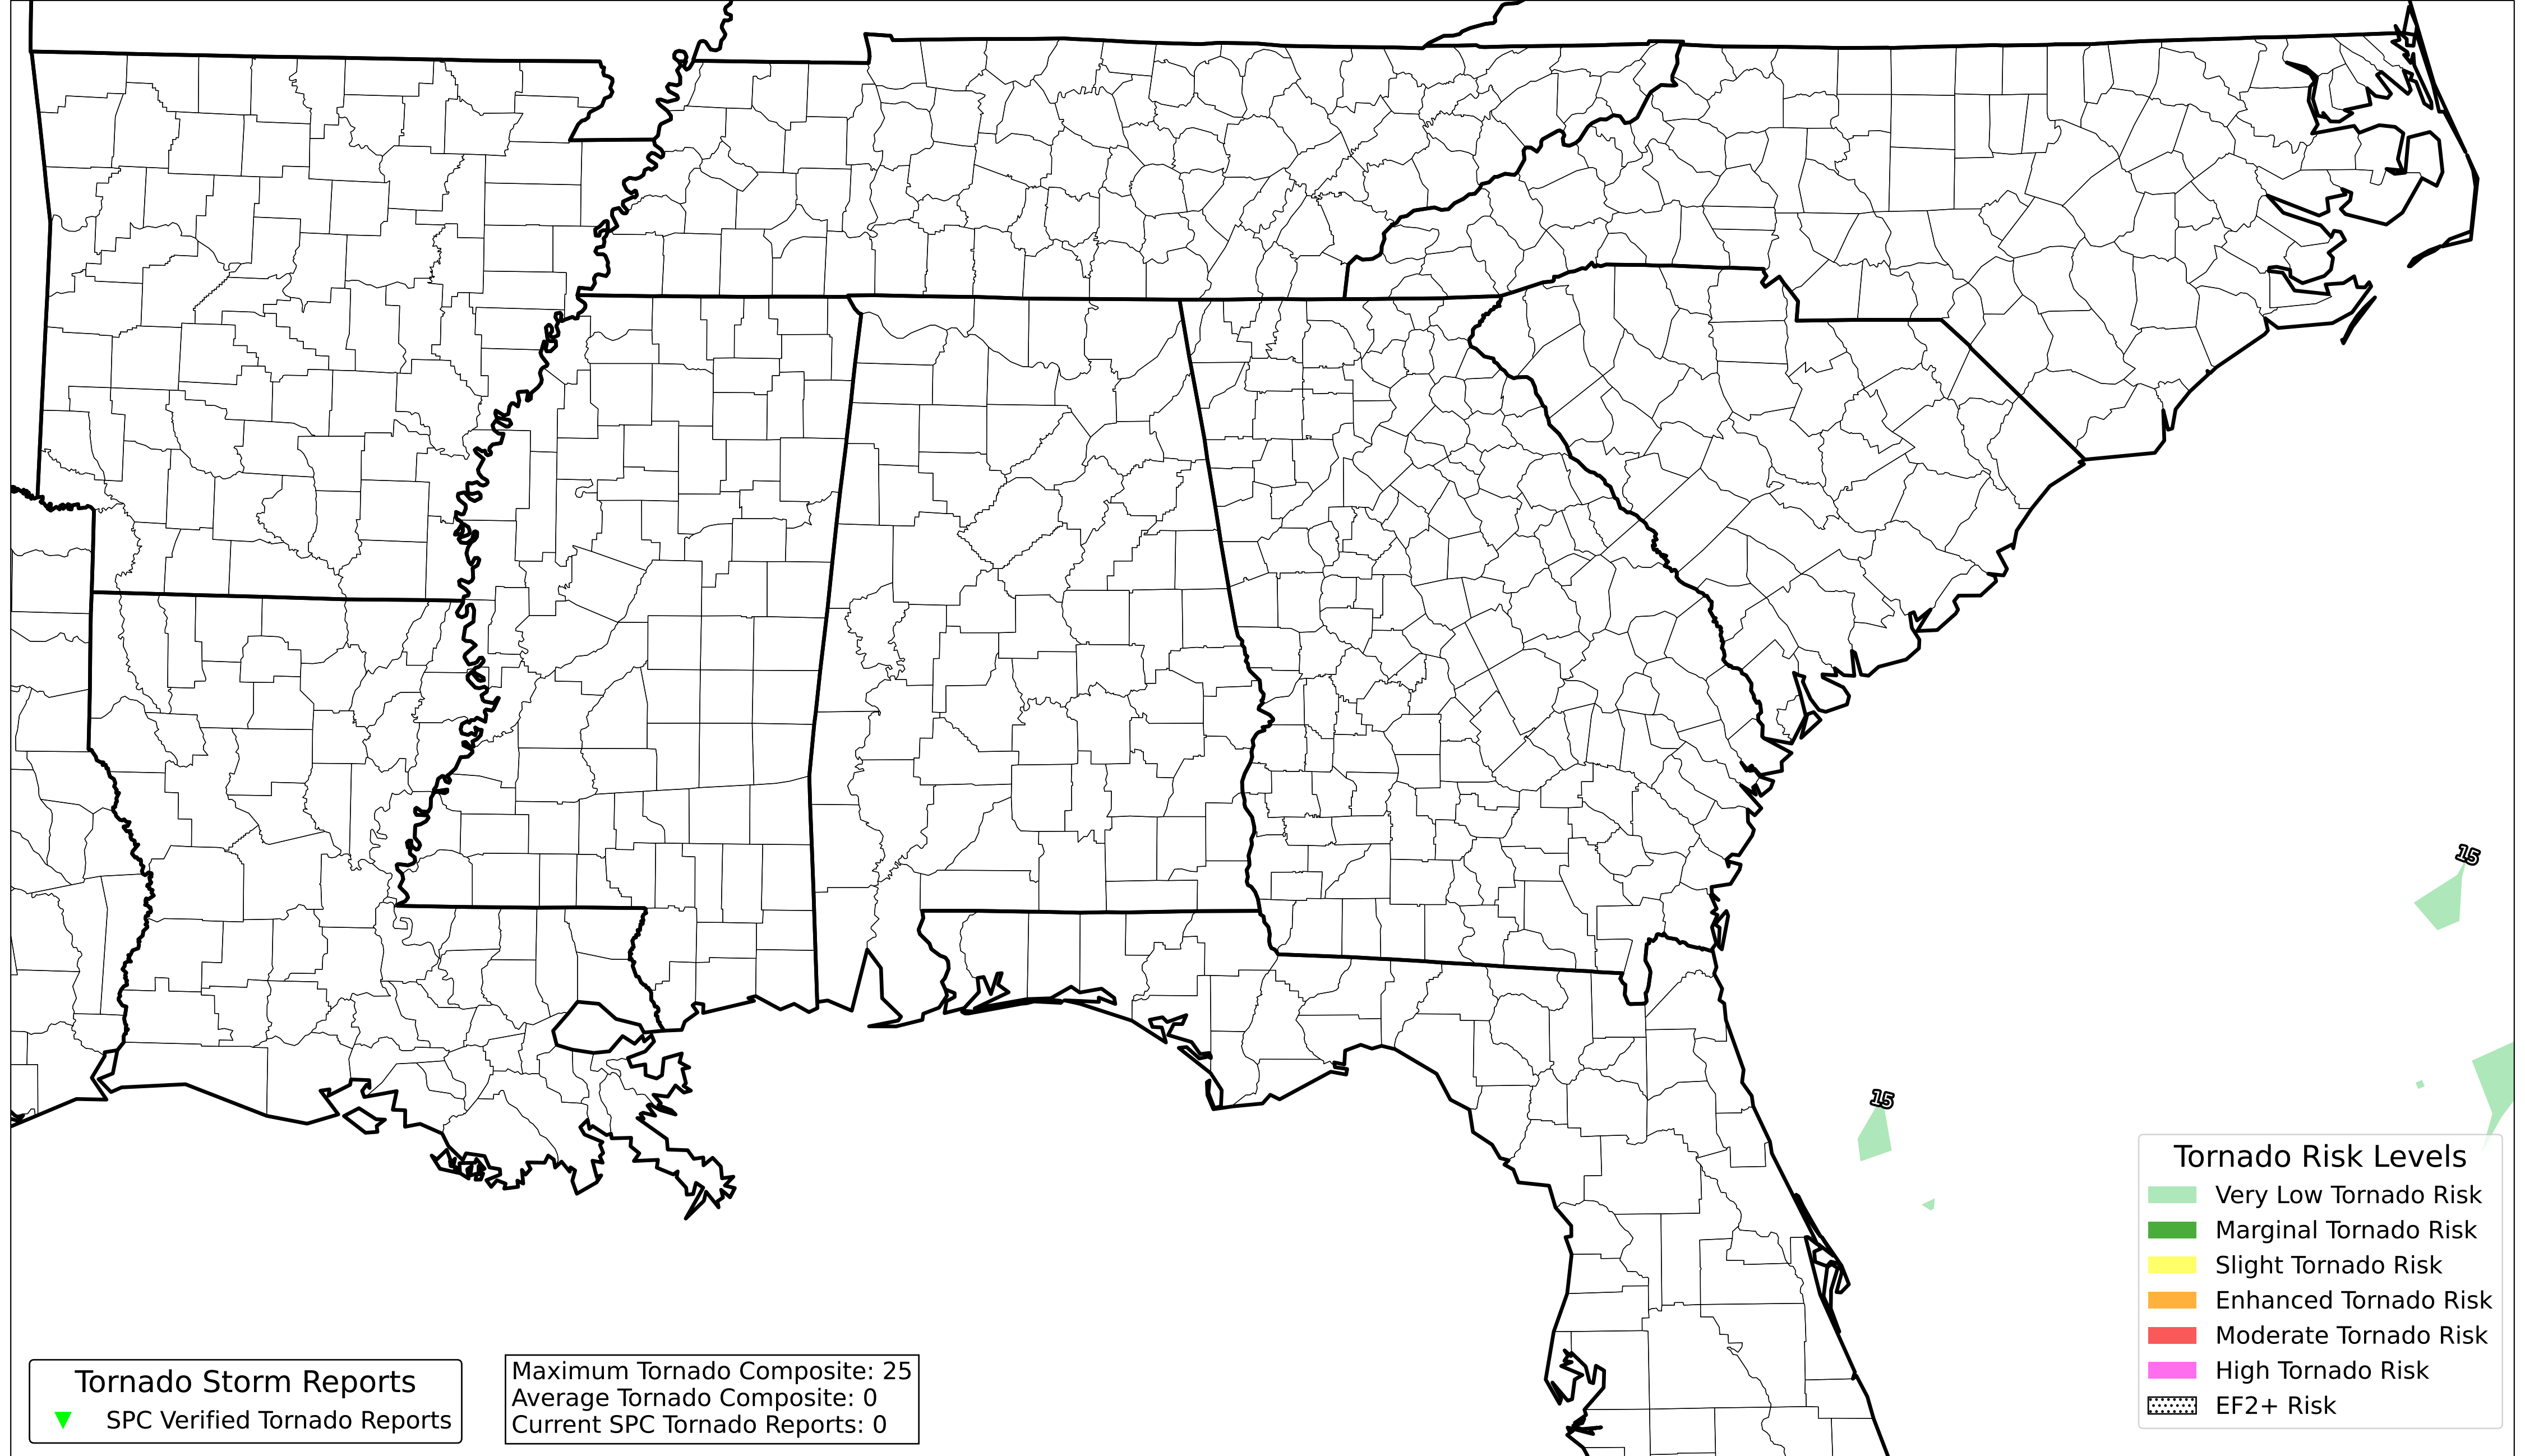 15
15
Tornado Risk Levels
Very Low Tornado Risk
Marginal Tornado Risk
Slight Tornado Risk
Enhanced Tornado Risk
Moderate Tornado Risk
High Tornado Risk
EF2+ Risk
Tornado Storm Reports
SPC Verified Tornado Reports
Maximum Tornado Composite: 25
Average Tornado Composite: 0
Current SPC Tornado Reports: 0